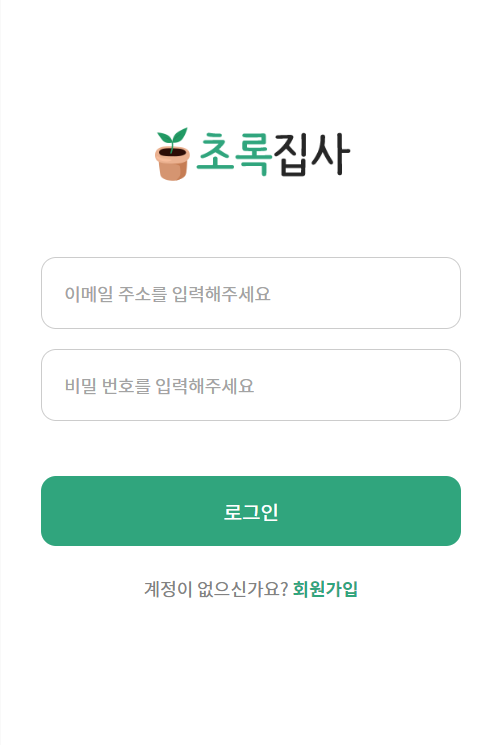 초록집사
이메일 주소를 입력해주세요
비밀 번호를 입력해주세요
로그인
계정이 없으신가요? 회원가입